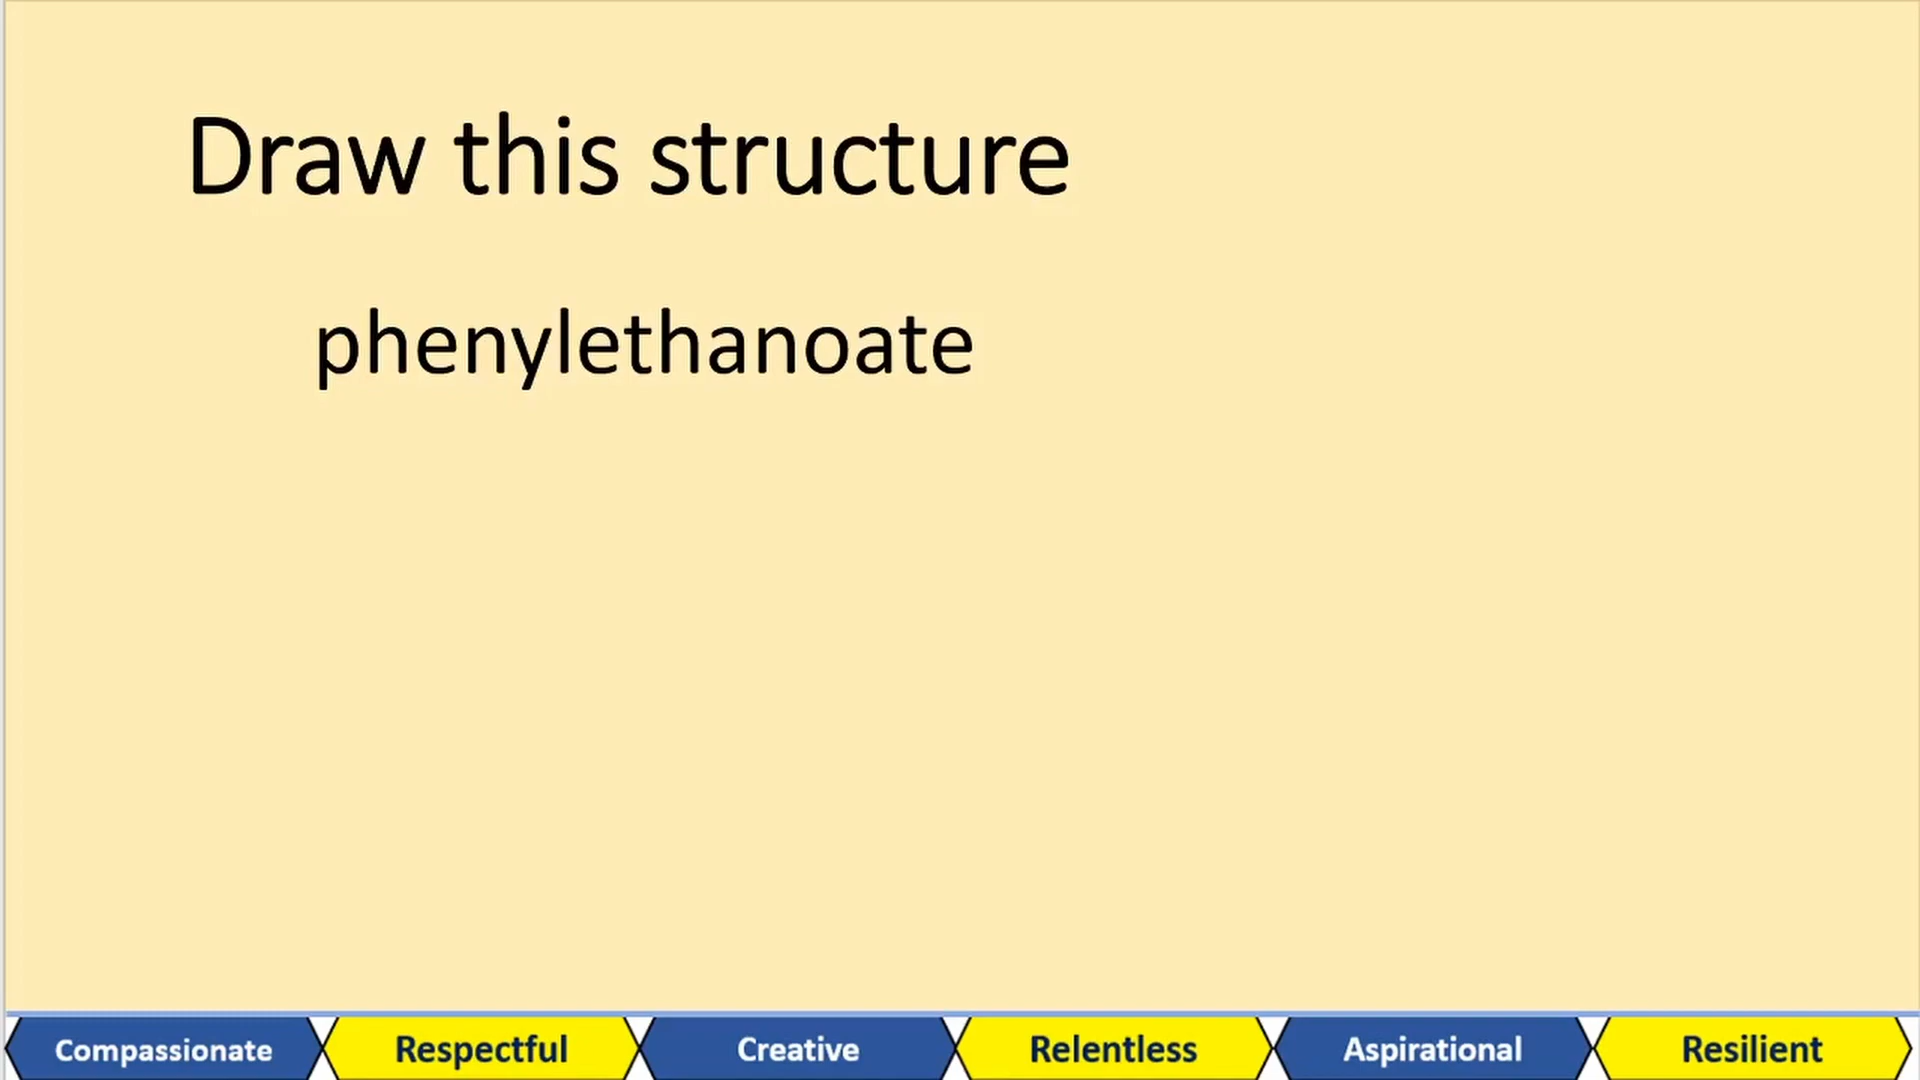 Draw this structure
phenylethanoate
Compassionate Respectful Creative Relentless Aspirational Resilient